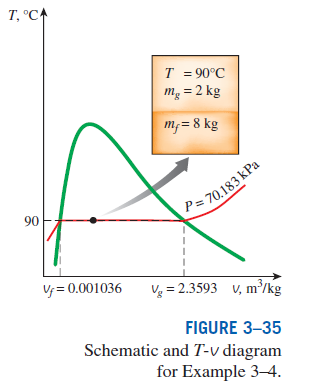 T, °C
T = 90°C
m_g = 2 kg
m_f = 8 kg
P = 70.183 kPa
90
v_f = 0.001036
v_g = 2.3593
v, m³/kg
FIGURE 3–35
Schematic and T-v diagram
for Example 3–4.